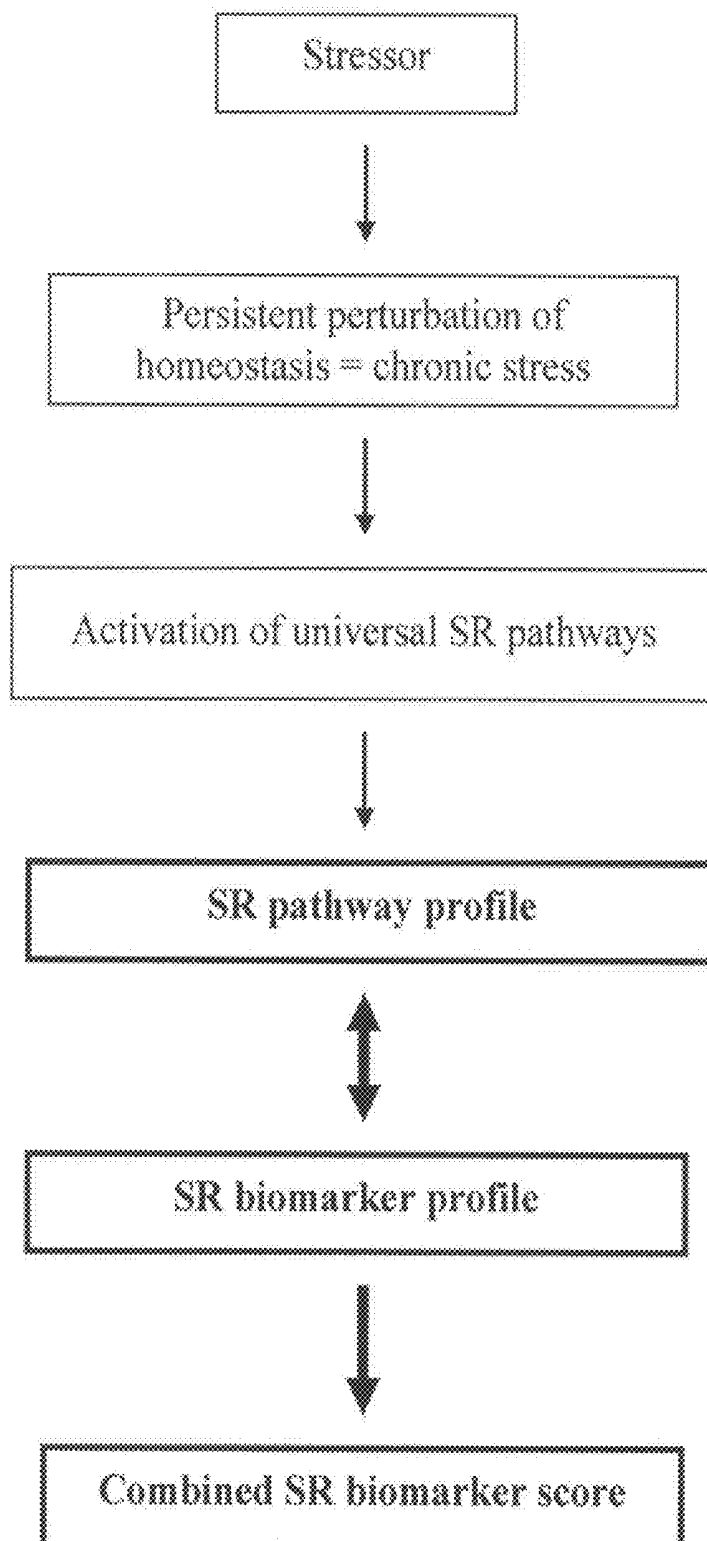 Stressor
Persistent perturbation of
homeostasis = chronic stress
Activation of universal SR pathways
SR pathway profile
SR biomarker profile
Combined SR biomarker score